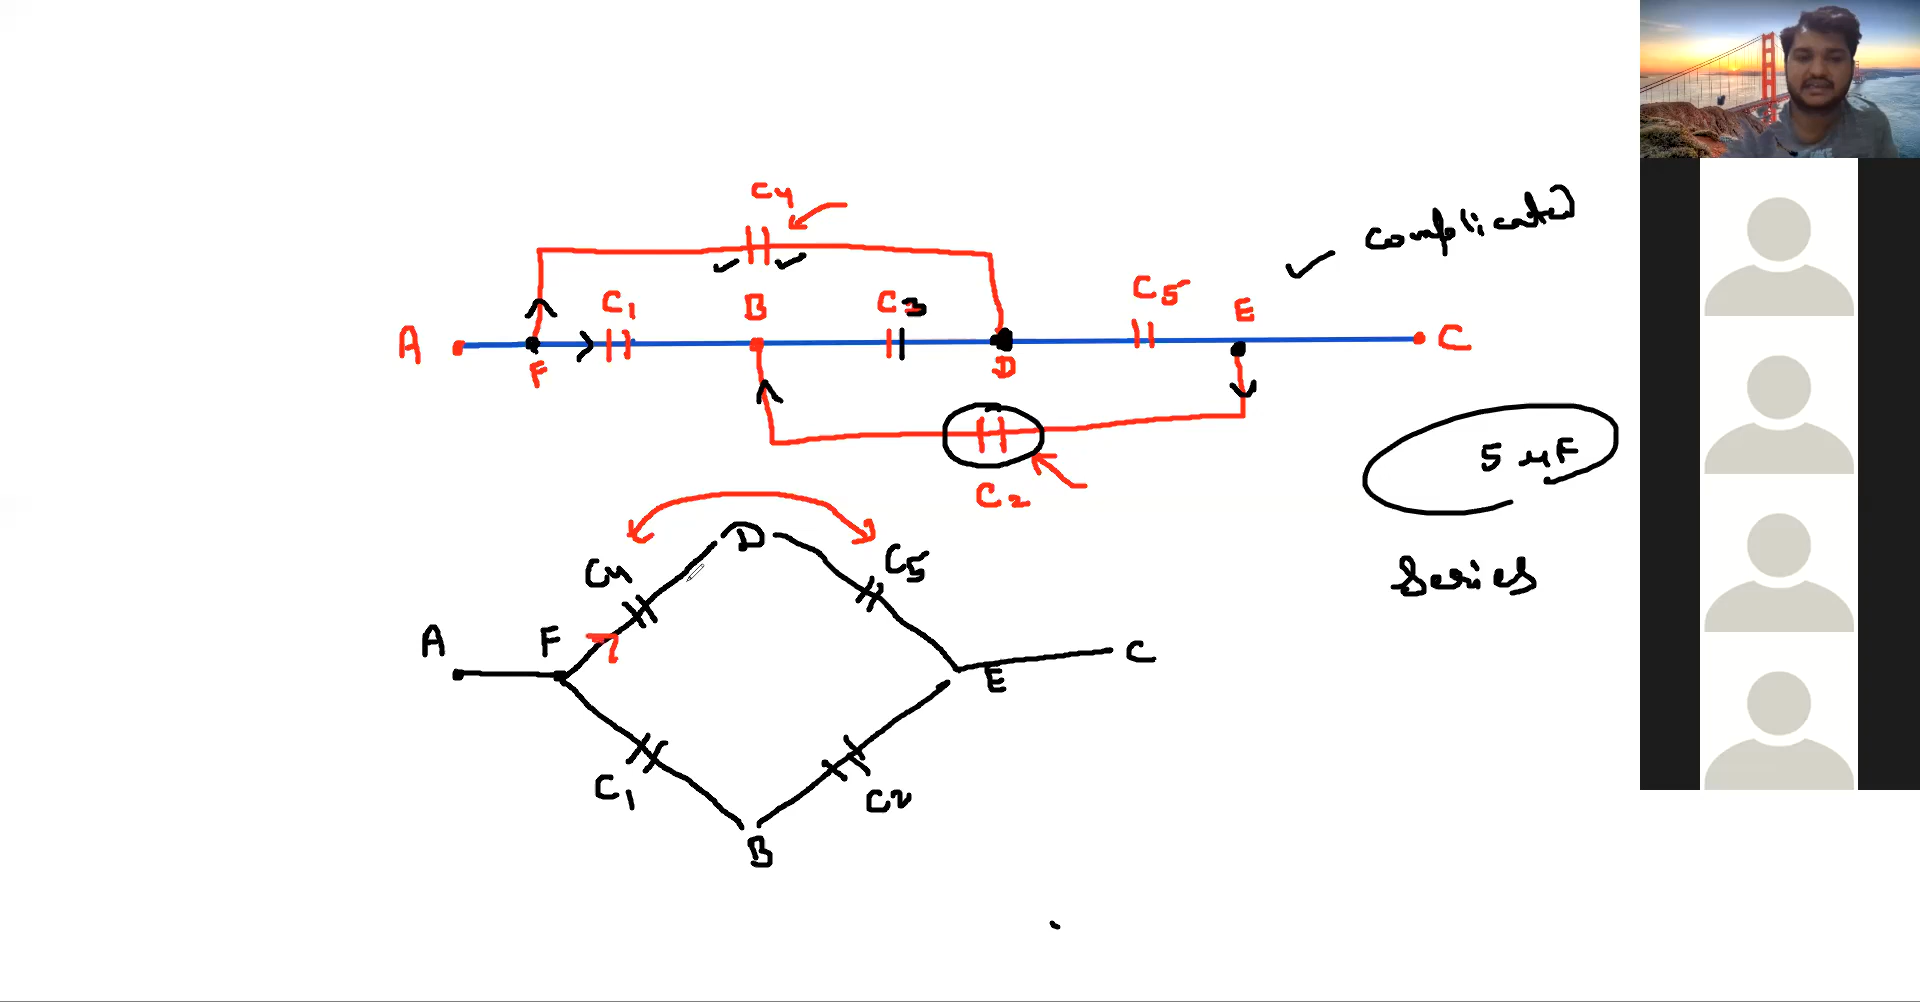 C4
complicated
C1
B
C3
C5
E
A
F
D
C
C2
5 μF
Series
D
C4
C5
A
F
E
C
C1
C2
B